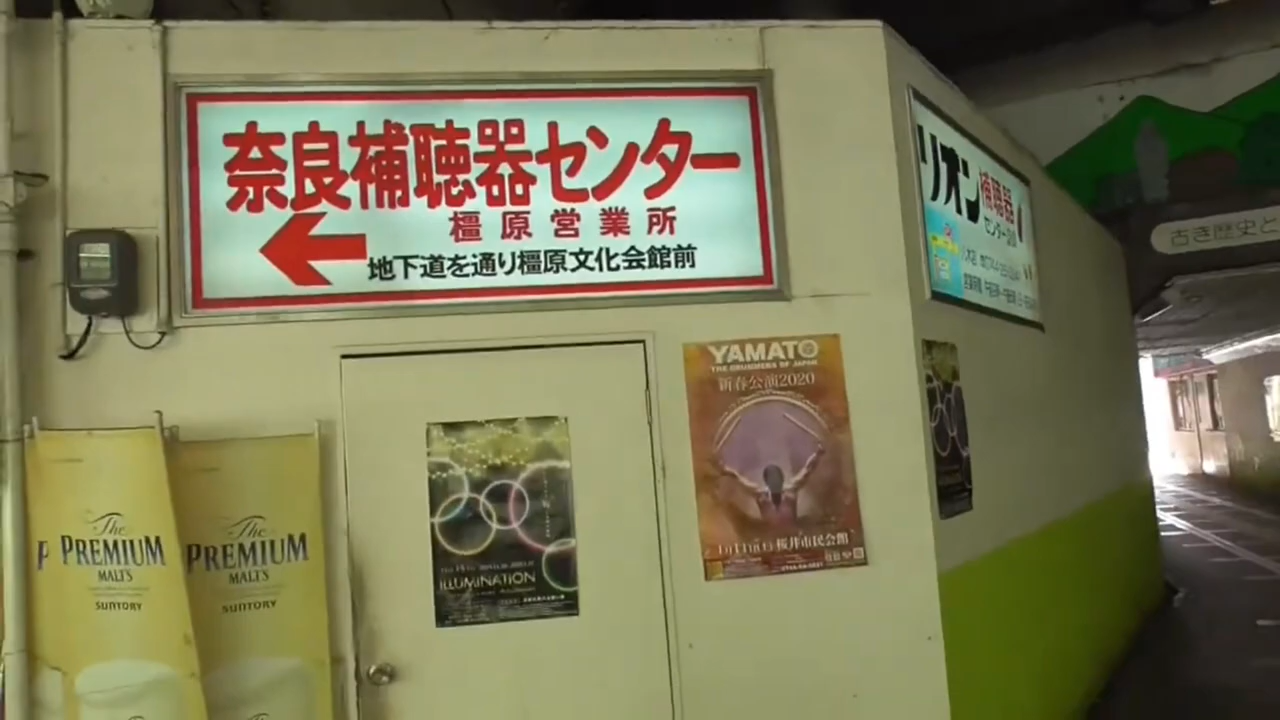 奈良補聴器センター
橿原営業所
地下道を通り橿原文化会館前
リオン補聴器
センター
古き歴史と
YAMATO
THE DRUMMERS OF JAPAN
新春公演2020
桜井市民会館
ILLUMINATION
The
PREMIUM
MALT'S
SUNTORY
P
The
PREMIUM
MALT'S
SUNTORY